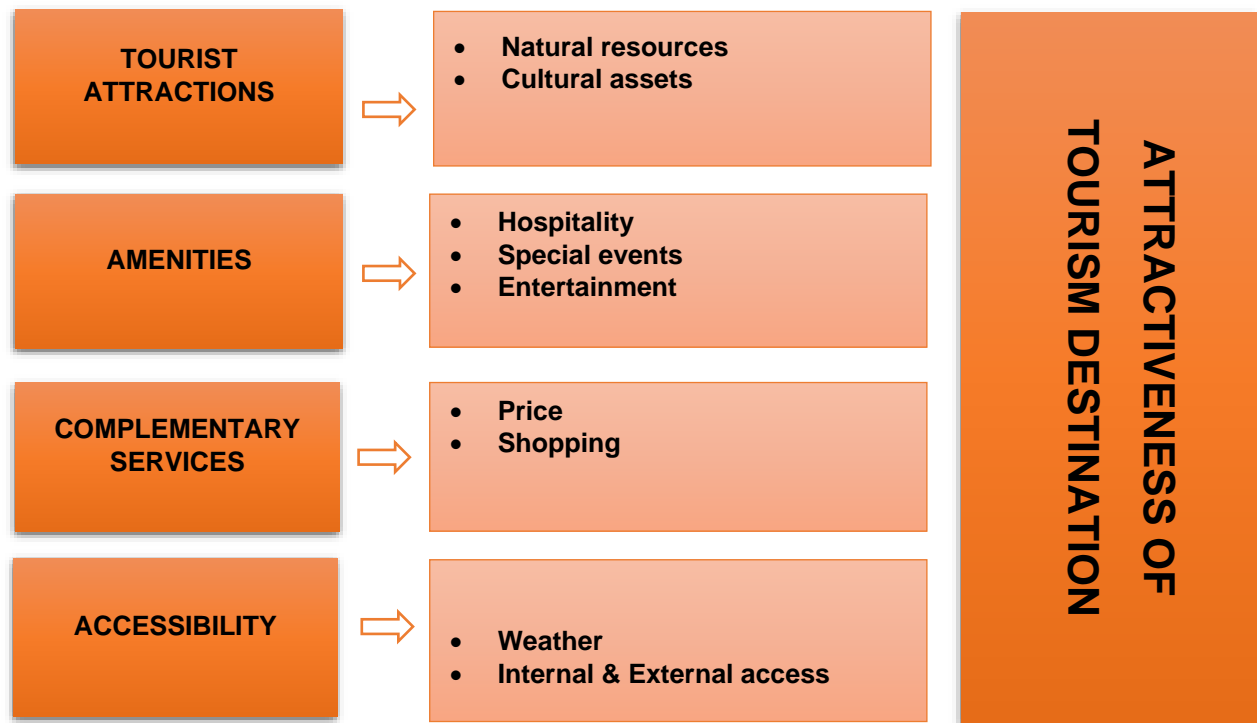 TOURIST
ATTRACTIONS
• Natural resources
• Cultural assets
AMENITIES
• Hospitality
• Special events
• Entertainment
COMPLEMENTARY
SERVICES
• Price
• Shopping
ACCESSIBILITY
• Weather
• Internal & External access
ATTRACTIVENESS OF
TOURISM DESTINATION